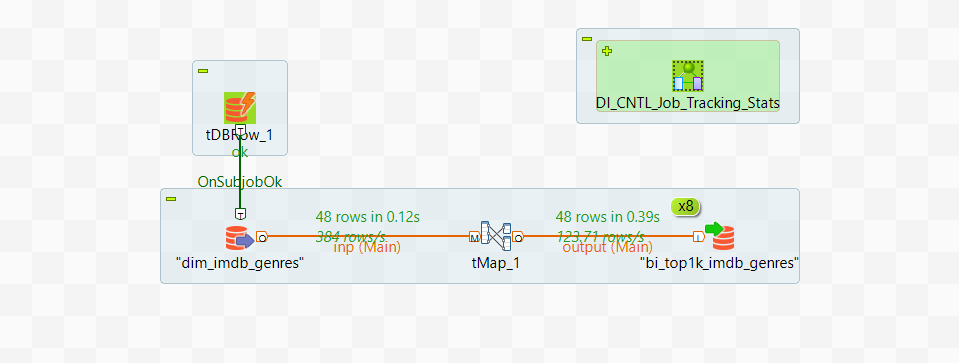 DI_CNTL_Job_Tracking_Stats
tDBRow_1
ok
OnSubjobOk
48 rows in 0.12s
384 rows/s
inp (Main)
48 rows in 0.39s
123,71 rows/s
output (Main)
x8
T
T
O
M
O
I
"dim_imdb_genres"
tMap_1
"bi_top1k_imdb_genres"